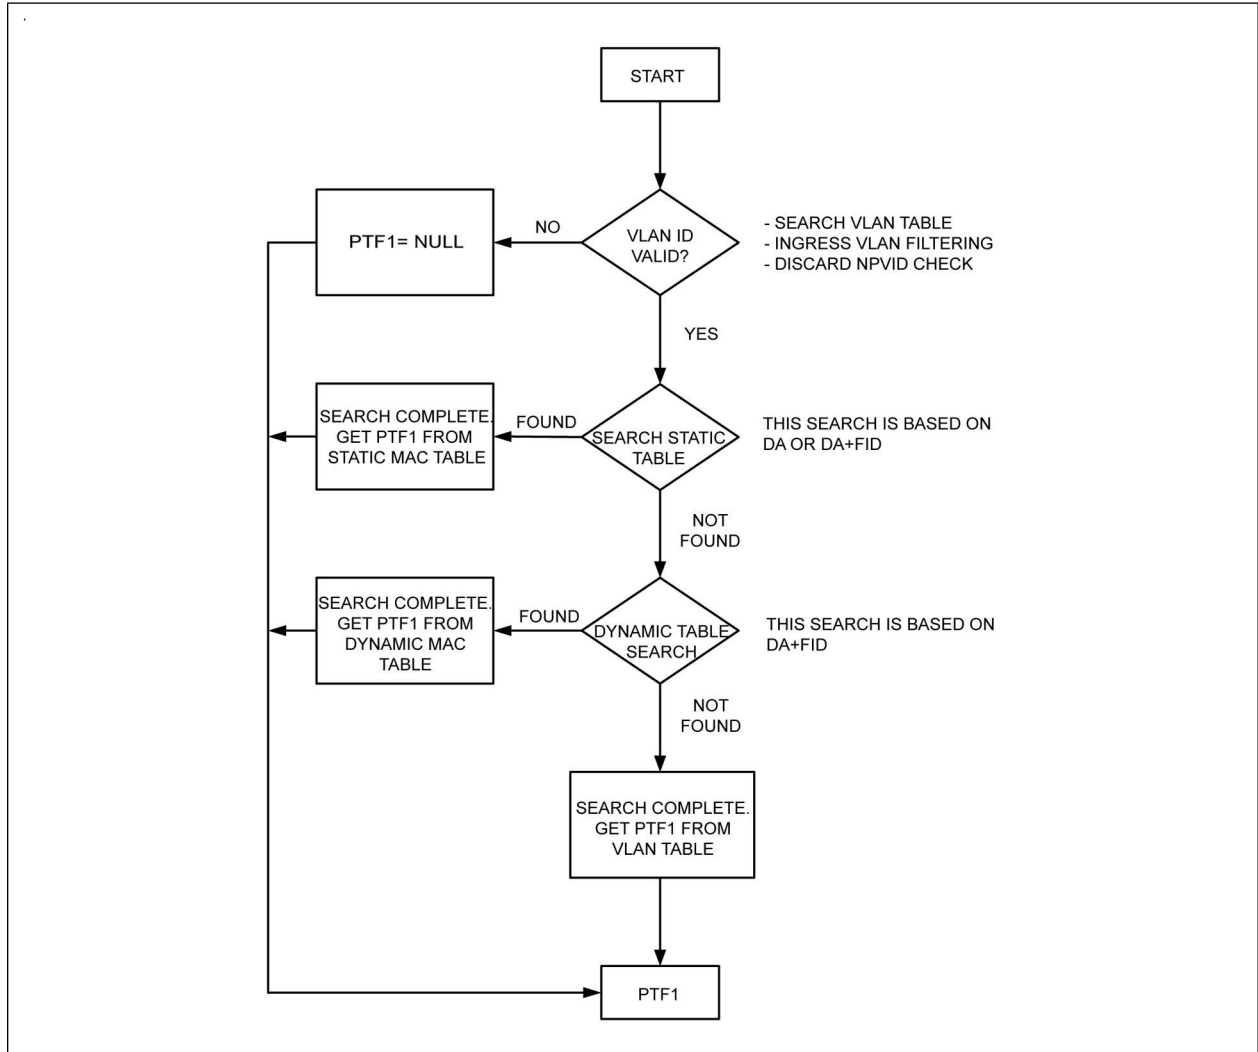 START
PTF1= NULL
NO
VLAN ID
VALID?
- SEARCH VLAN TABLE
- INGRESS VLAN FILTERING
- DISCARD NPVID CHECK
YES
SEARCH COMPLETE.
GET PTF1 FROM
STATIC MAC TABLE
FOUND
SEARCH STATIC
TABLE
THIS SEARCH IS BASED ON
DA OR DA+FID
NOT
FOUND
SEARCH COMPLETE.
GET PTF1 FROM
DYNAMIC MAC
TABLE
FOUND
DYNAMIC TABLE
SEARCH
THIS SEARCH IS BASED ON
DA+FID
NOT
FOUND
SEARCH COMPLETE.
GET PTF1 FROM
VLAN TABLE
PTF1